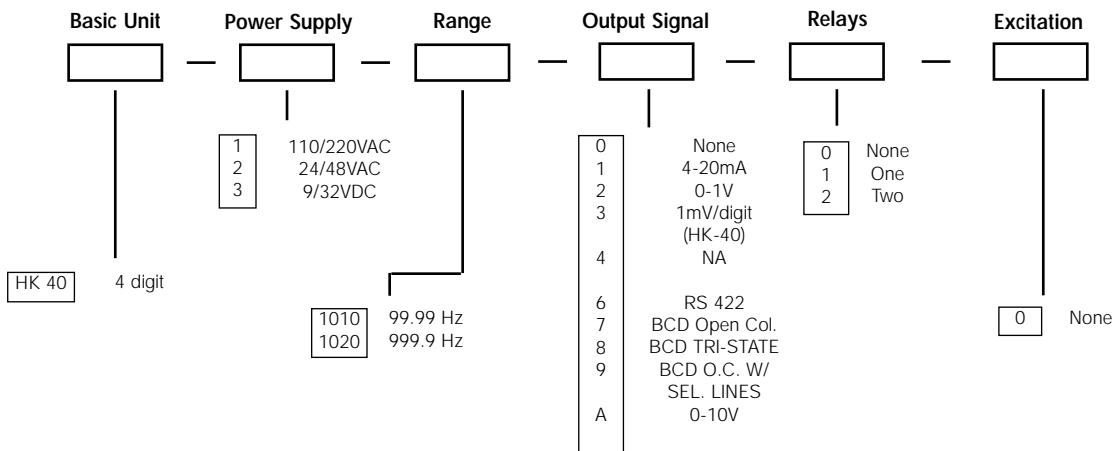 Basic Unit Power Supply Range Output Signal Relays Excitation
— — — — —
1 110/220VAC
2 24/48VAC
3 9/32VDC
0 None
1 4-20mA
2 0-1V
3 1mV/digit
(HK-40)
4 NA
6 RS 422
7 BCD Open Col.
8 BCD TRI-STATE
9 BCD O.C. W/
SEL. LINES
A 0-10V
0 None
1 One
2 Two
HK 40 4 digit
1010 99.99 Hz
1020 999.9 Hz
0 None